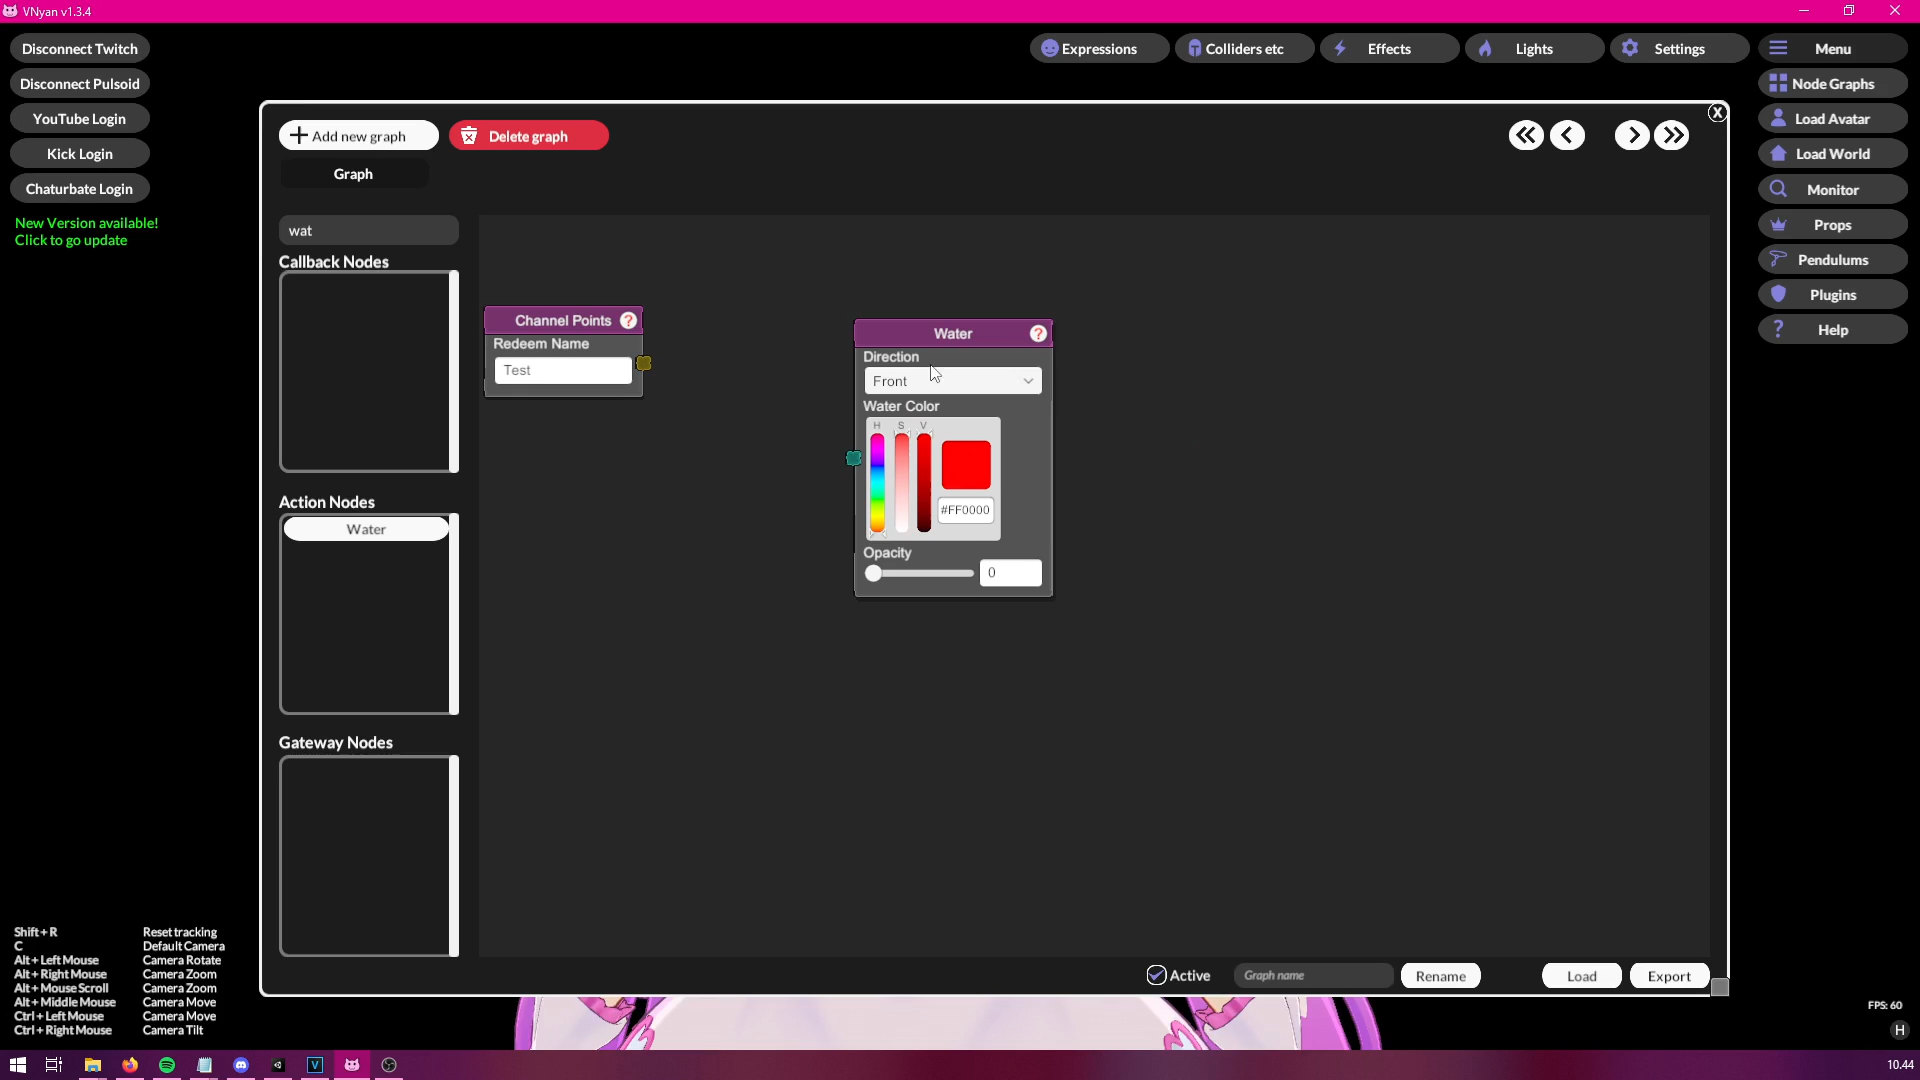 VNyan v1.3.4
Disconnect Twitch
Disconnect Pulsoid
YouTube Login
Kick Login
Chaturbate Login
New Version available!
Click to go update
Expressions
Colliders etc
Effects
Lights
Settings
Menu
Node Graphs
Load Avatar
Load World
Monitor
Props
Pendulums
Plugins
? Help
X
Add new graph
Delete graph
Graph
wat
Callback Nodes
Action Nodes
Water
Gateway Nodes
Channel Points ?
Redeem Name
Test
Water ?
Direction
Front
Water Color
H S V
#FF0000
Opacity
0
Active
Graph name
Rename
Load
Export
Shift + R Reset tracking
C Default Camera
Alt + Left Mouse Camera Rotate
Alt + Right Mouse Camera Zoom
Alt + Mouse Scroll Camera Zoom
Alt + Middle Mouse Camera Move
Ctrl + Left Mouse Camera Move
Ctrl + Right Mouse Camera Tilt
FPS: 60
H
V
10.44